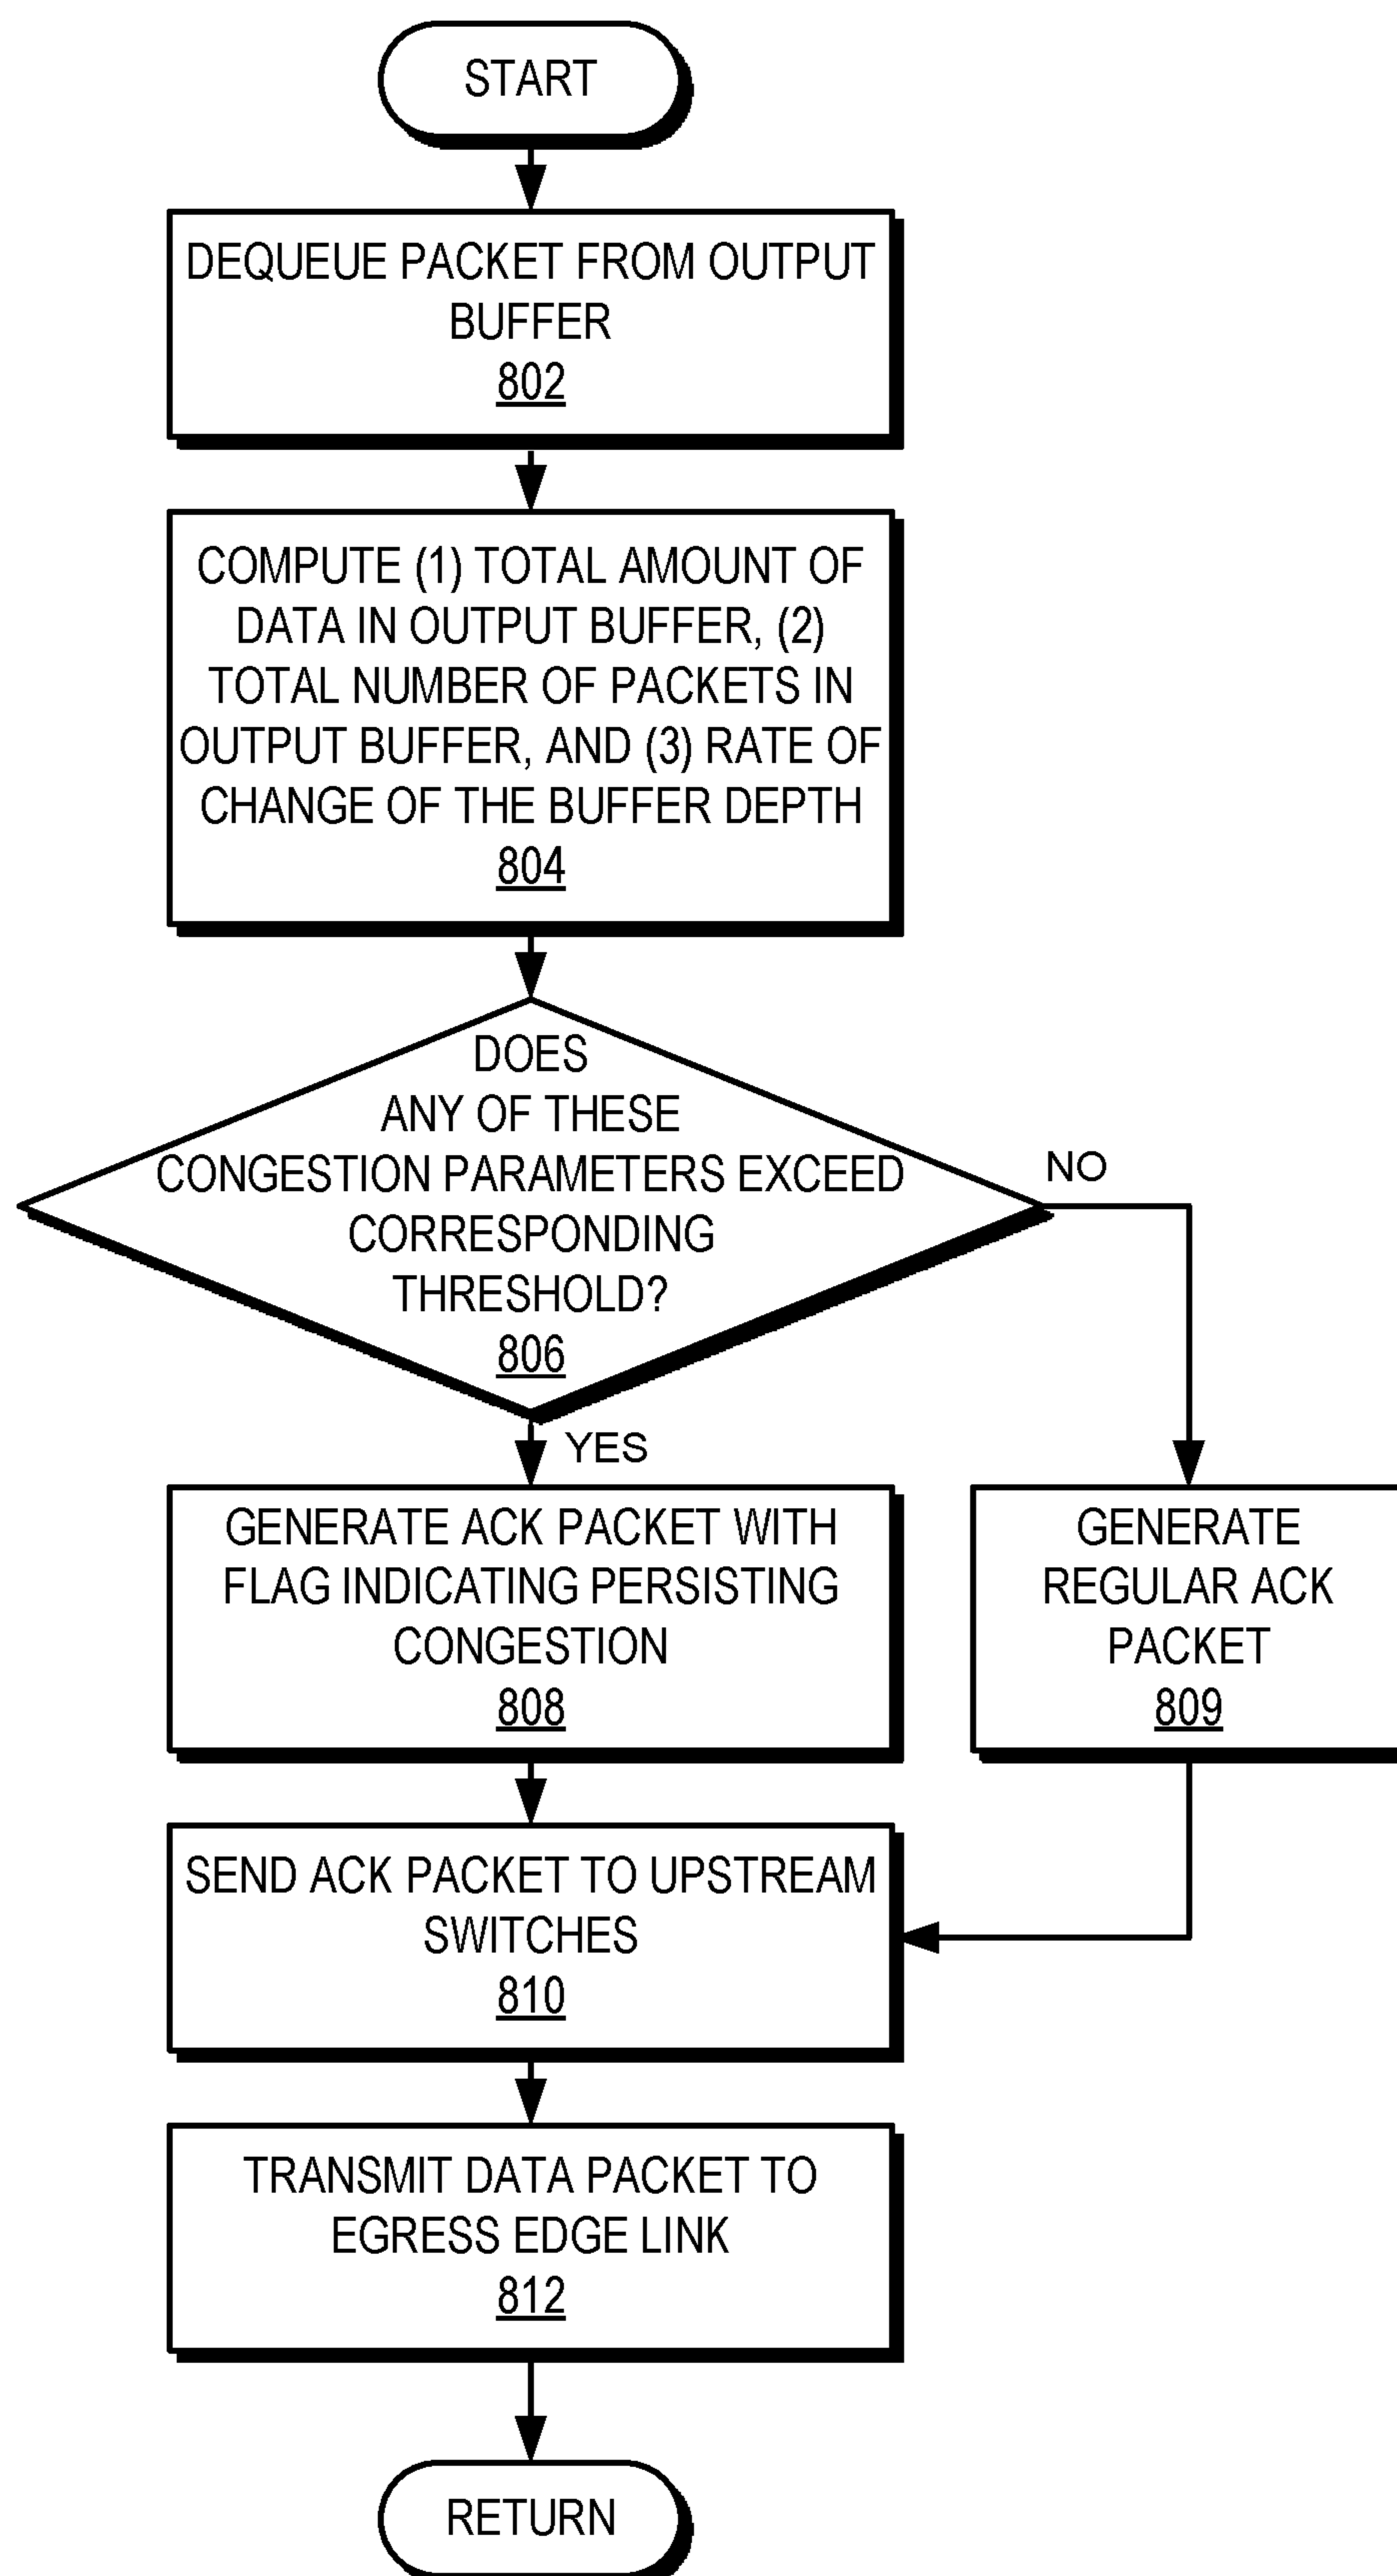 START
DEQUEUE PACKET FROM OUTPUT
BUFFER
802
COMPUTE (1) TOTAL AMOUNT OF
DATA IN OUTPUT BUFFER, (2)
TOTAL NUMBER OF PACKETS IN
OUTPUT BUFFER, AND (3) RATE OF
CHANGE OF THE BUFFER DEPTH
804
DOES
ANY OF THESE
CONGESTION PARAMETERS EXCEED
CORRESPONDING
THRESHOLD?
806
NO
YES
GENERATE ACK PACKET WITH
FLAG INDICATING PERSISTING
CONGESTION
808
GENERATE
REGULAR ACK
PACKET
809
SEND ACK PACKET TO UPSTREAM
SWITCHES
810
TRANSMIT DATA PACKET TO
EGRESS EDGE LINK
812
RETURN